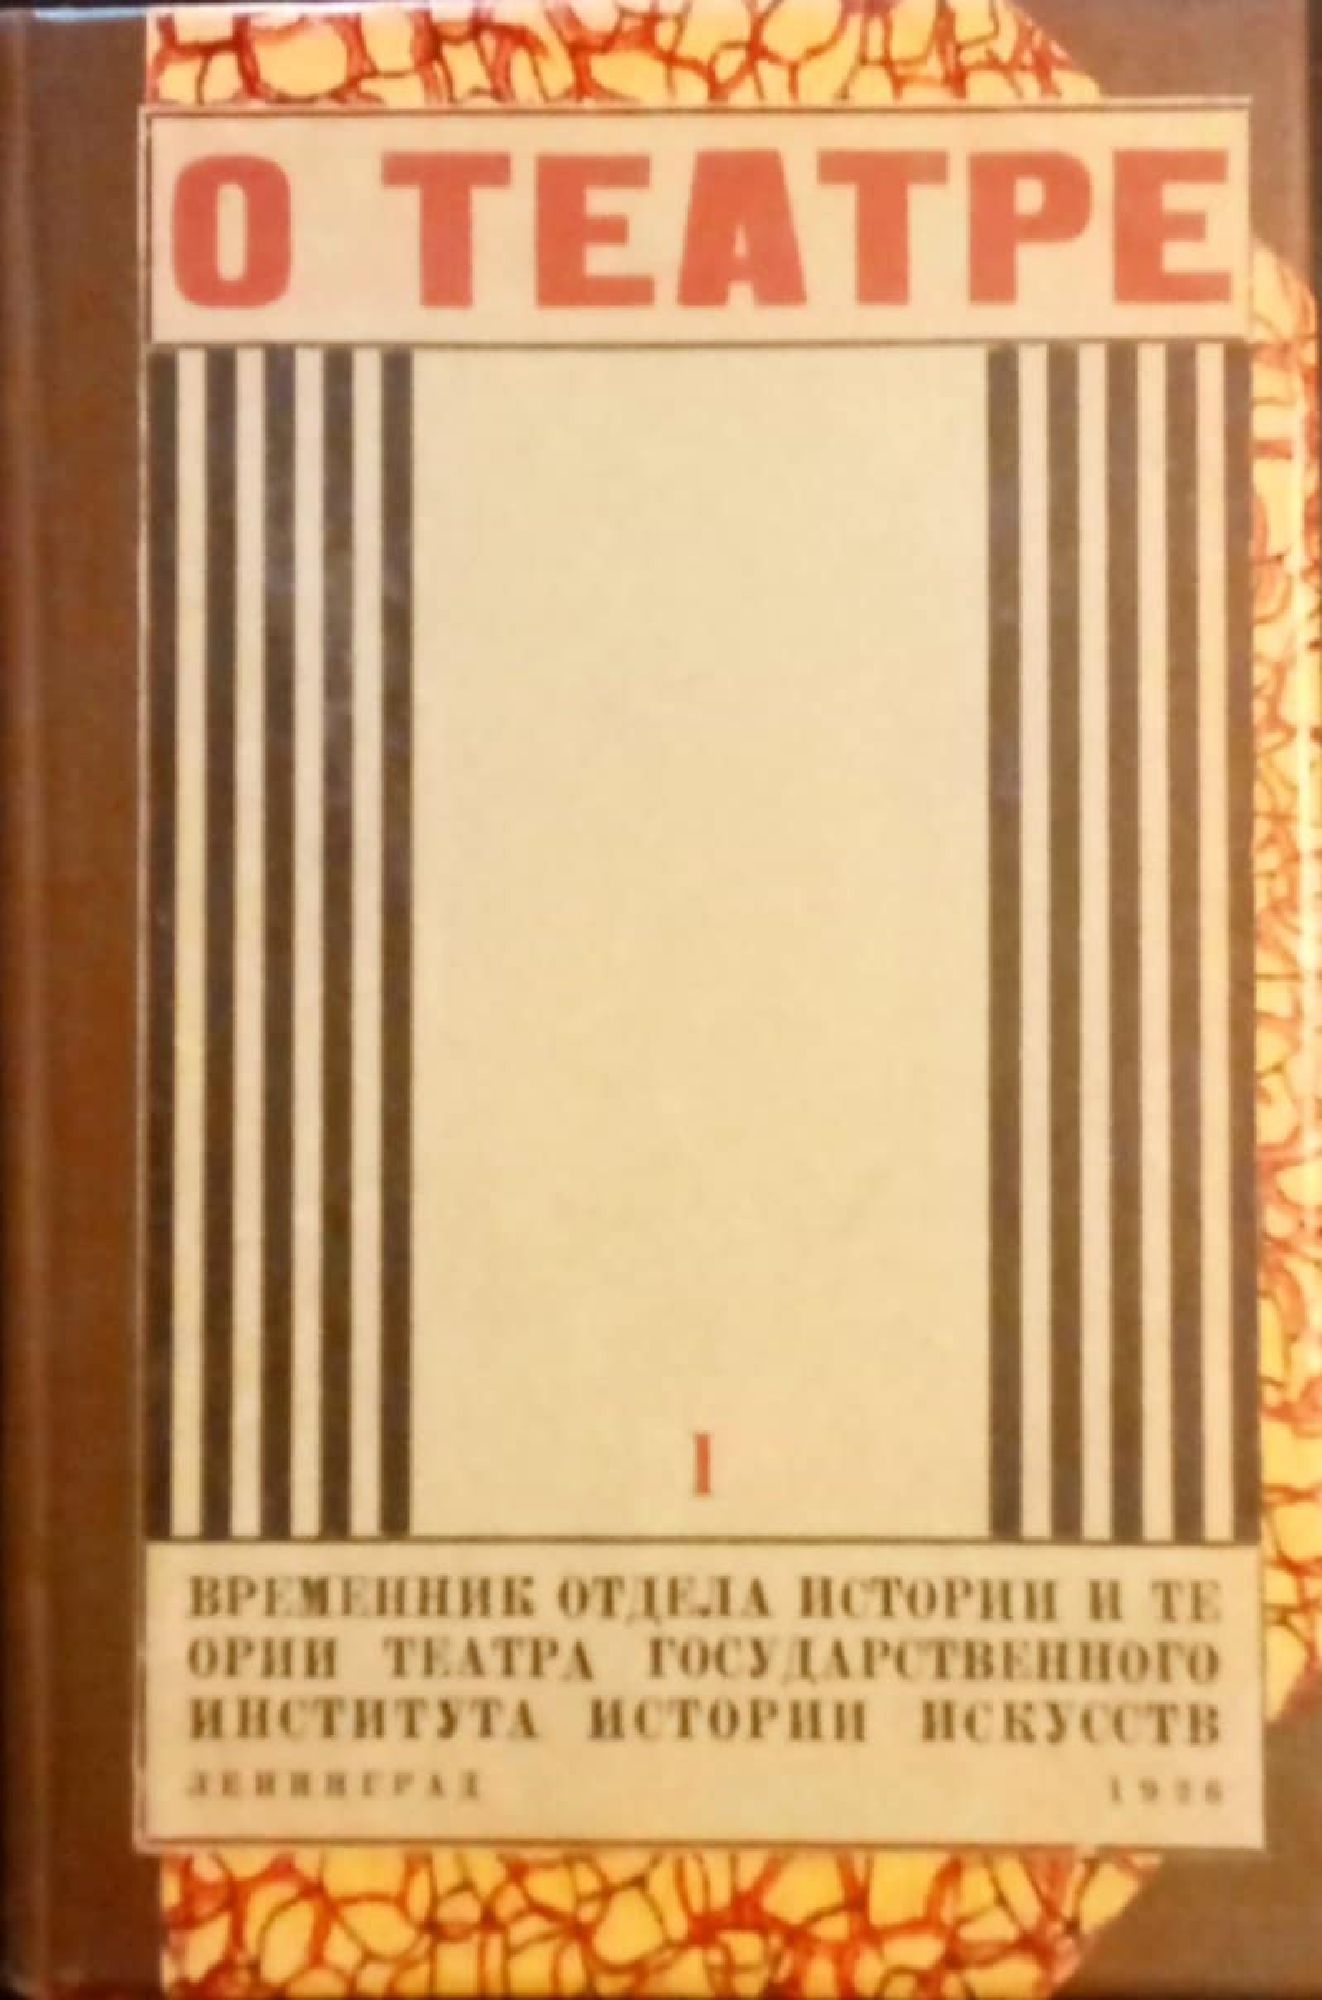 О ТЕАТРЕ
I
ВРЕМЕННИК ОТДЕЛА ИСТОРИИ И ТЕ
ОРИИ ТЕАТРА ГОСУДАРСТВЕННОГО
ИНСТИТУТА ИСТОРИИ ИСКУССТВ
ЛЕНИНГРАД 1926